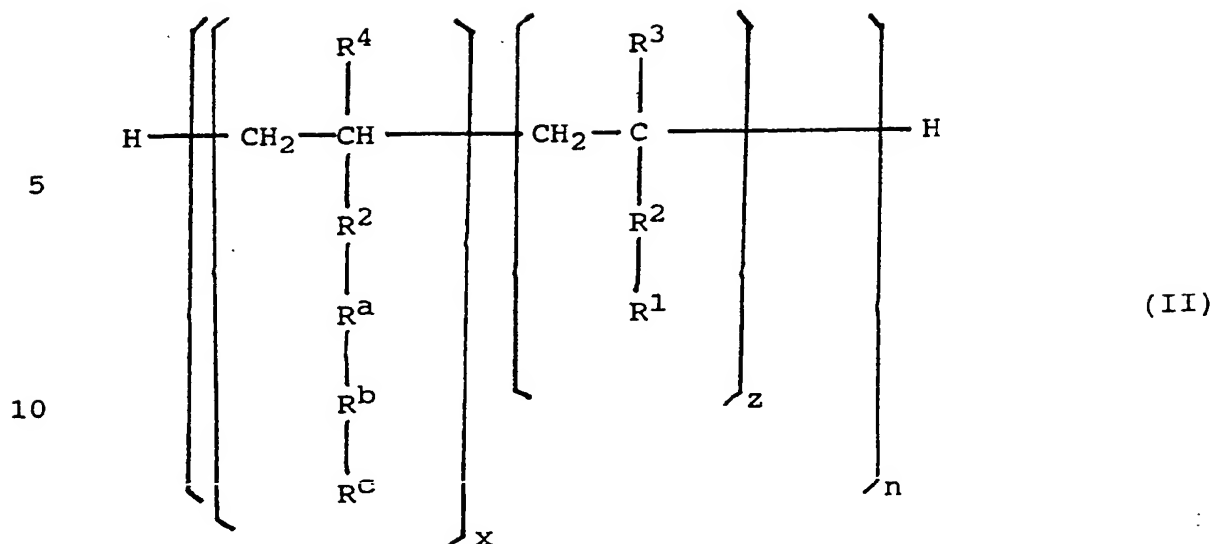 R⁴ R³
H CH₂ CH CH₂ C H
5
R² R²
Rᵃ R¹ (II)
10 Rᵇ z
Rᶜ n
x